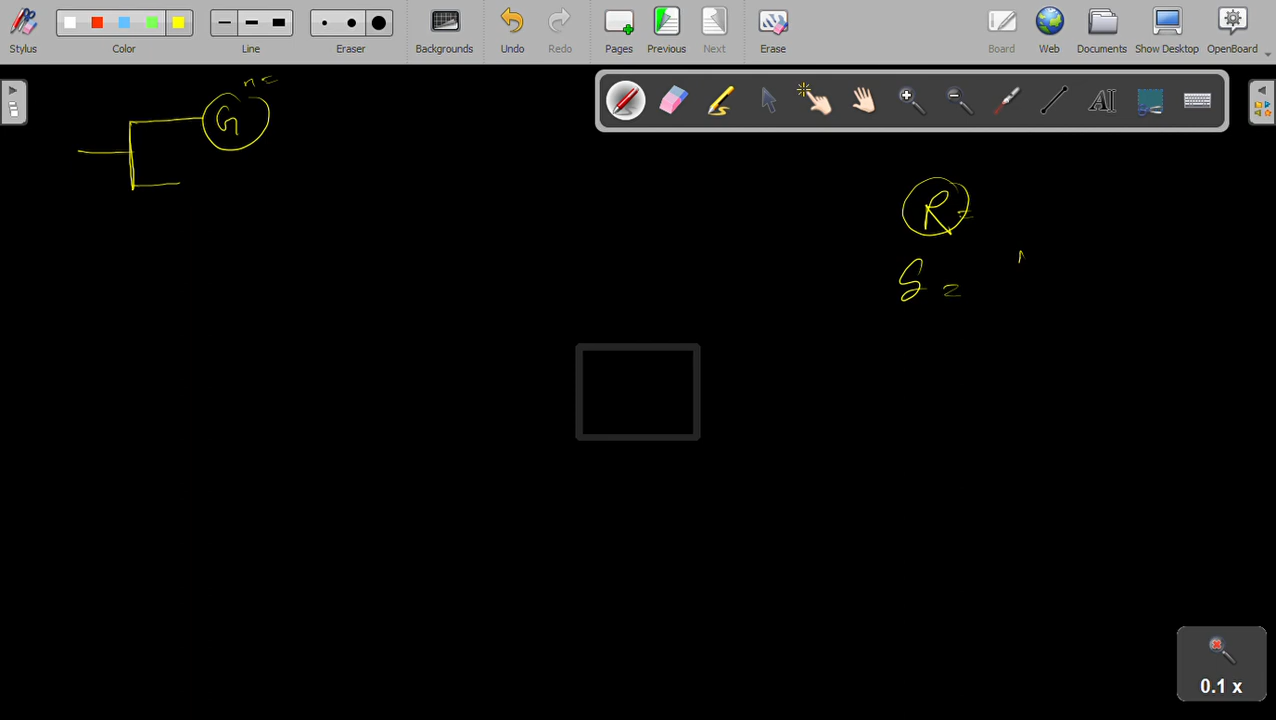 Stylus Color Line Eraser Backgrounds Undo Redo Pages Previous Next Erase Board Web Documents Show Desktop OpenBoard
n =
G
R =
S =
0.1 x